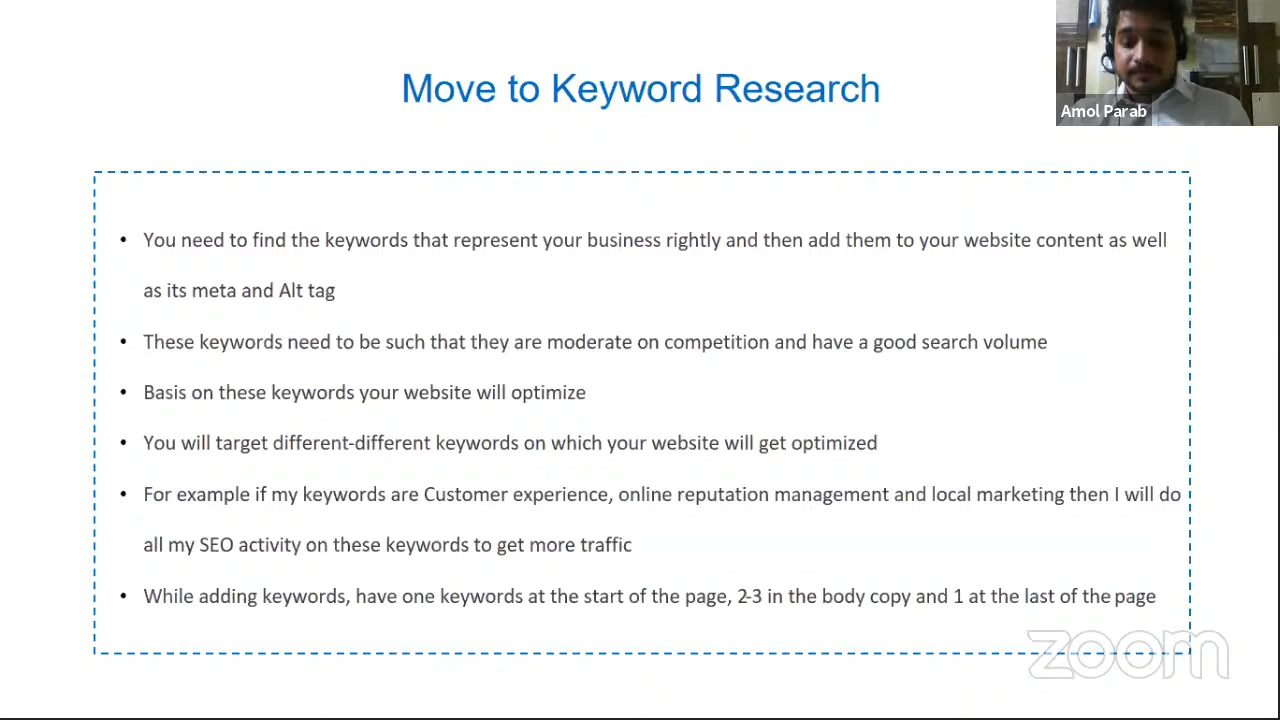 Move to Keyword Research
Amol Parab
• You need to find the keywords that represent your business rightly and then add them to your website content as well
as its meta and Alt tag
• These keywords need to be such that they are moderate on competition and have a good search volume
• Basis on these keywords your website will optimize
• You will target different-different keywords on which your website will get optimized
• For example if my keywords are Customer experience, online reputation management and local marketing then I will do
all my SEO activity on these keywords to get more traffic
• While adding keywords, have one keywords at the start of the page, 2-3 in the body copy and 1 at the last of the page
zoom